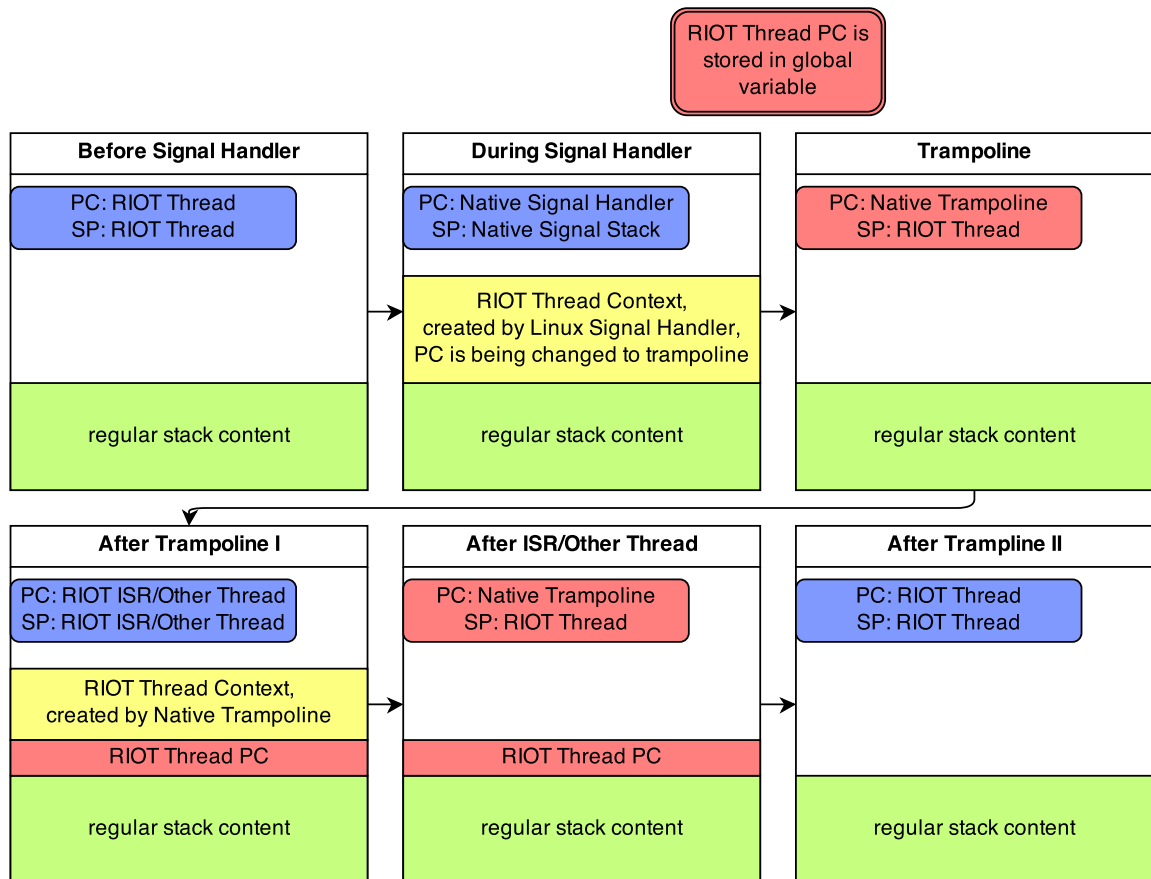 RIOT Thread PC is
stored in global
variable
Before Signal Handler
PC: RIOT Thread
SP: RIOT Thread
regular stack content
During Signal Handler
PC: Native Signal Handler
SP: Native Signal Stack
RIOT Thread Context,
created by Linux Signal Handler,
PC is being changed to trampoline
regular stack content
Trampoline
PC: Native Trampoline
SP: RIOT Thread
regular stack content
After Trampoline I
PC: RIOT ISR/Other Thread
SP: RIOT ISR/Other Thread
RIOT Thread Context,
created by Native Trampoline
RIOT Thread PC
regular stack content
After ISR/Other Thread
PC: Native Trampoline
SP: RIOT Thread
RIOT Thread PC
regular stack content
After Trampline II
PC: RIOT Thread
SP: RIOT Thread
regular stack content